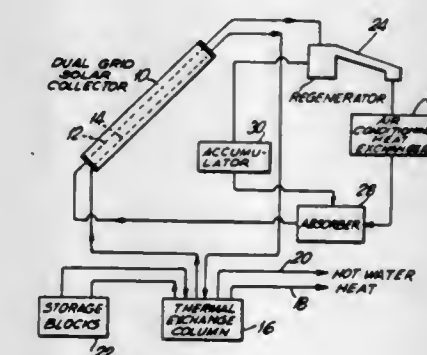 24
DUAL GRID
SOLAR
COLLECTOR
10
14
12
REGENERATOR
30
ACCUMU-
LATOR
AIR
CONDITIONING
HEAT
EXCHANGER
28
ABSORBER
20
HOT WATER
18
HEAT
STORAGE
BLOCKS
22
THERMAL
EXCHANGE
COLUMN
16